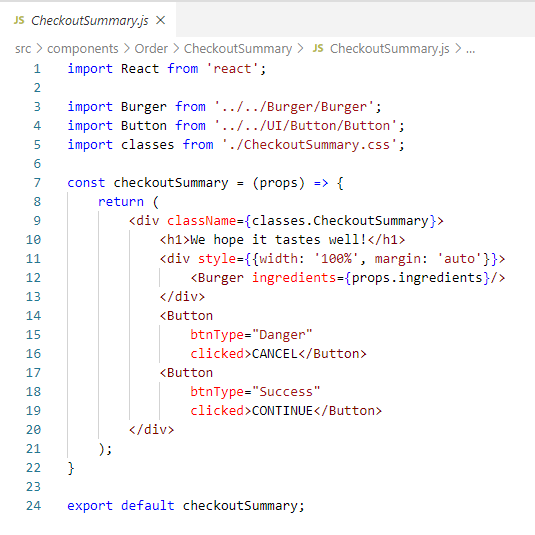 JS CheckoutSummary.js ×
src > components > Order > CheckoutSummary > JS CheckoutSummary.js > ...
1 import React from 'react';
2
3 import Burger from '../../Burger/Burger';
4 import Button from '../../UI/Button/Button';
5 import classes from './CheckoutSummary.css';
6
7 const checkoutSummary = (props) => {
8     return (
9         <div className={classes.CheckoutSummary}>
10             <h1>We hope it tastes well!</h1>
11             <div style={{width: '100%', margin: 'auto'}}>
12                 <Burger ingredients={props.ingredients}/>
13             </div>
14             <Button
15                 btnType="Danger"
16                 clicked>CANCEL</Button>
17             <Button
18                 btnType="Success"
19                 clicked>CONTINUE</Button>
20         </div>
21     );
22 }
23
24 export default checkoutSummary;